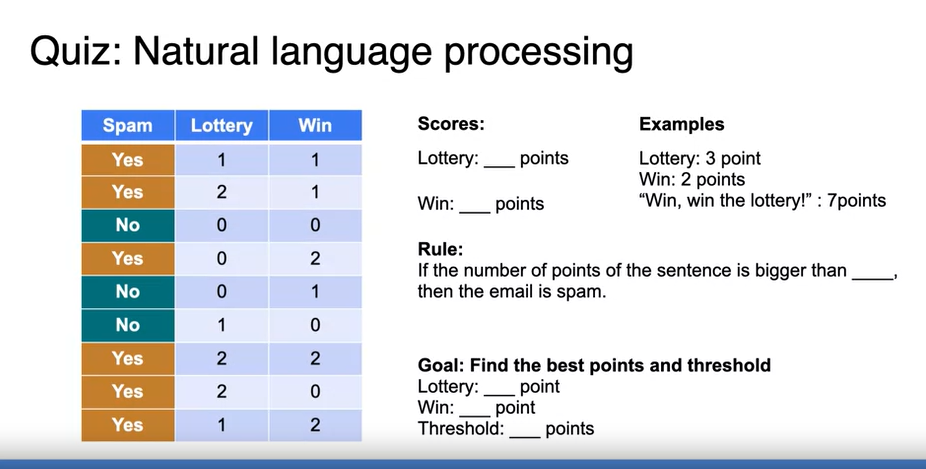 Quiz: Natural language processing
Spam Lottery Win
Yes 1 1
Yes 2 1
No 0 0
Yes 0 2
No 0 1
No 1 0
Yes 2 2
Yes 2 0
Yes 1 2
Scores:
Lottery: ___ points
Win: ___ points
Examples
Lottery: 3 point
Win: 2 points
“Win, win the lottery!” : 7points
Rule:
If the number of points of the sentence is bigger than ____,
then the email is spam.
Goal: Find the best points and threshold
Lottery: ___ point
Win: ___ point
Threshold: ___ points